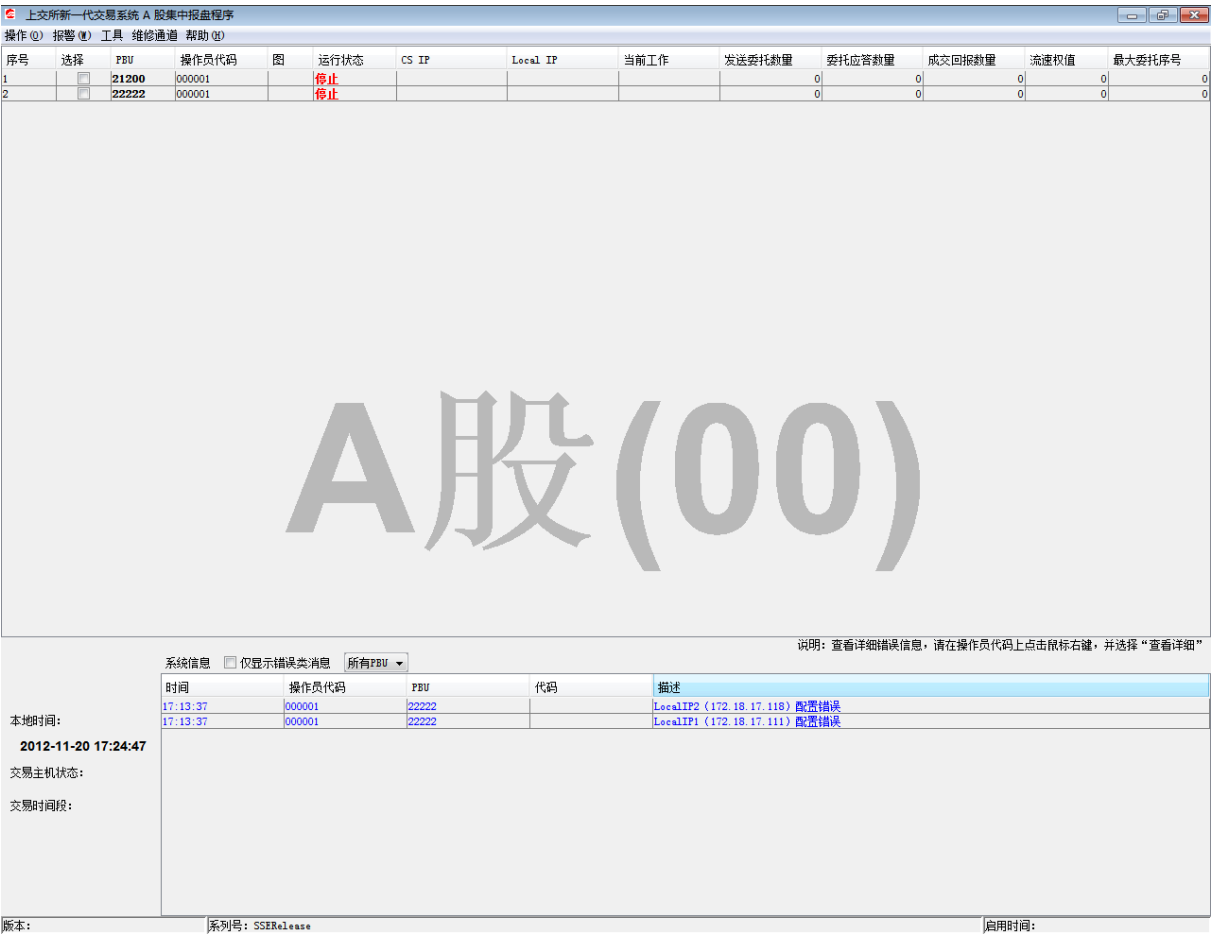 上交所新一代交易系统 A 股集中报盘程序
操作(O) 报警(W) 工具 维修通道 帮助(H)
序号 选择 PBU 操作员代码 图 运行状态 CS IP Local IP 当前工作 发送委托数量 委托应答数量 成交回报数量 流速权值 最大委托序号
1 21200 000001 停止 0 0 0 0 0
2 22222 000001 停止 0 0 0 0 0
A股(00)
说明: 查看详细错误信息，请在操作员代码上点击鼠标右键，并选择“查看详细”
系统信息 仅显示错误类消息 所有PBU
时间 操作员代码 PBU 代码 描述
17:13:37 000001 22222 LocalIP2 (172.18.17.118) 配置错误
17:13:37 000001 22222 LocalIP1 (172.18.17.111) 配置错误
本地时间:
2012-11-20 17:24:47
交易主机状态:
交易时间段:
版本: 系列号: SSERelease 启用时间: